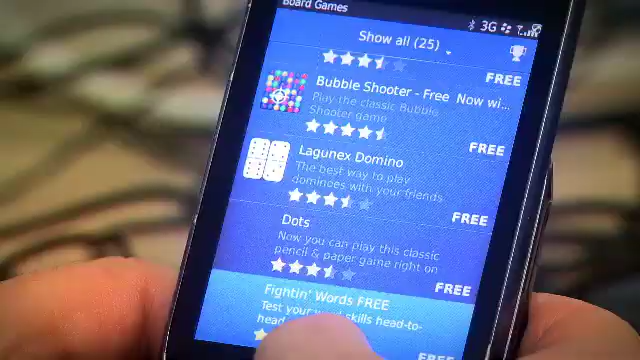 Board Games
3G
Show all (25)
FREE
Bubble Shooter - Free Now wi...
Play the classic Bubble
Shooter game
FREE
Lagunex Domino
The best way to play
dominoes with your friends
FREE
Dots
Now you can play this classic
pencil & paper game right on
FREE
Fightin' Words FREE
Test your word skills head-to-
head
FREE